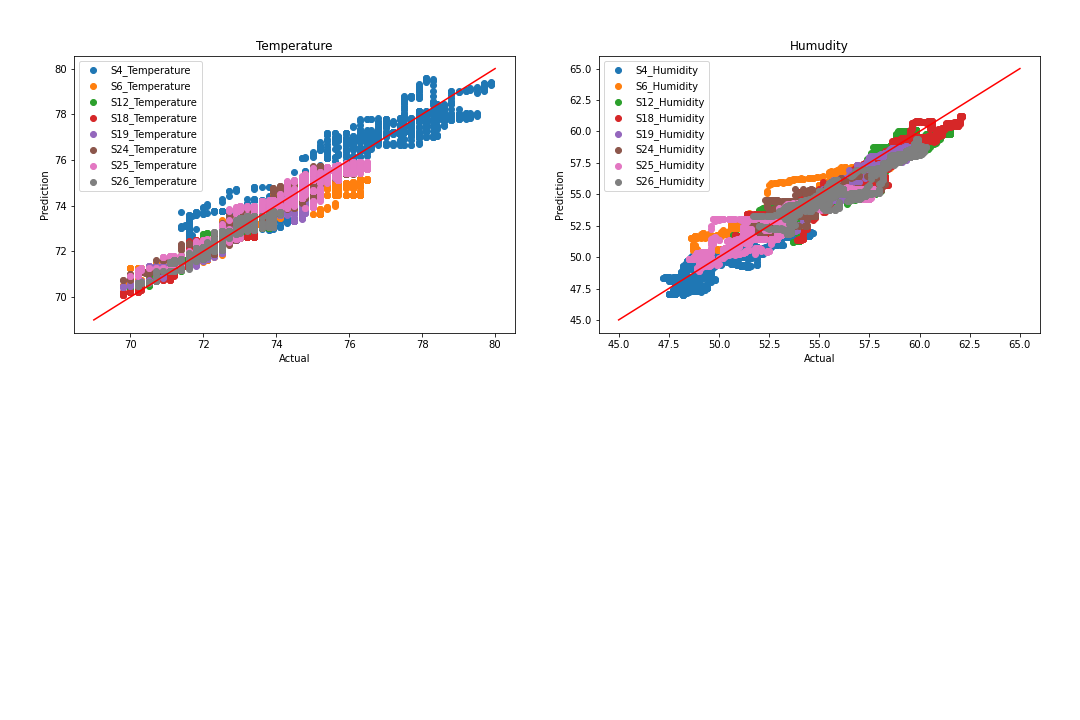 Temperature
S4_Temperature
S6_Temperature
S12_Temperature
S18_Temperature
S19_Temperature
S24_Temperature
S25_Temperature
S26_Temperature
80
78
76
74
72
70
Prediction
70 72 74 76 78 80
Actual
Humudity
S4_Humidity
S6_Humidity
S12_Humidity
S18_Humidity
S19_Humidity
S24_Humidity
S25_Humidity
S26_Humidity
65.0
62.5
60.0
57.5
55.0
52.5
50.0
47.5
45.0
Prediction
45.0 47.5 50.0 52.5 55.0 57.5 60.0 62.5 65.0
Actual